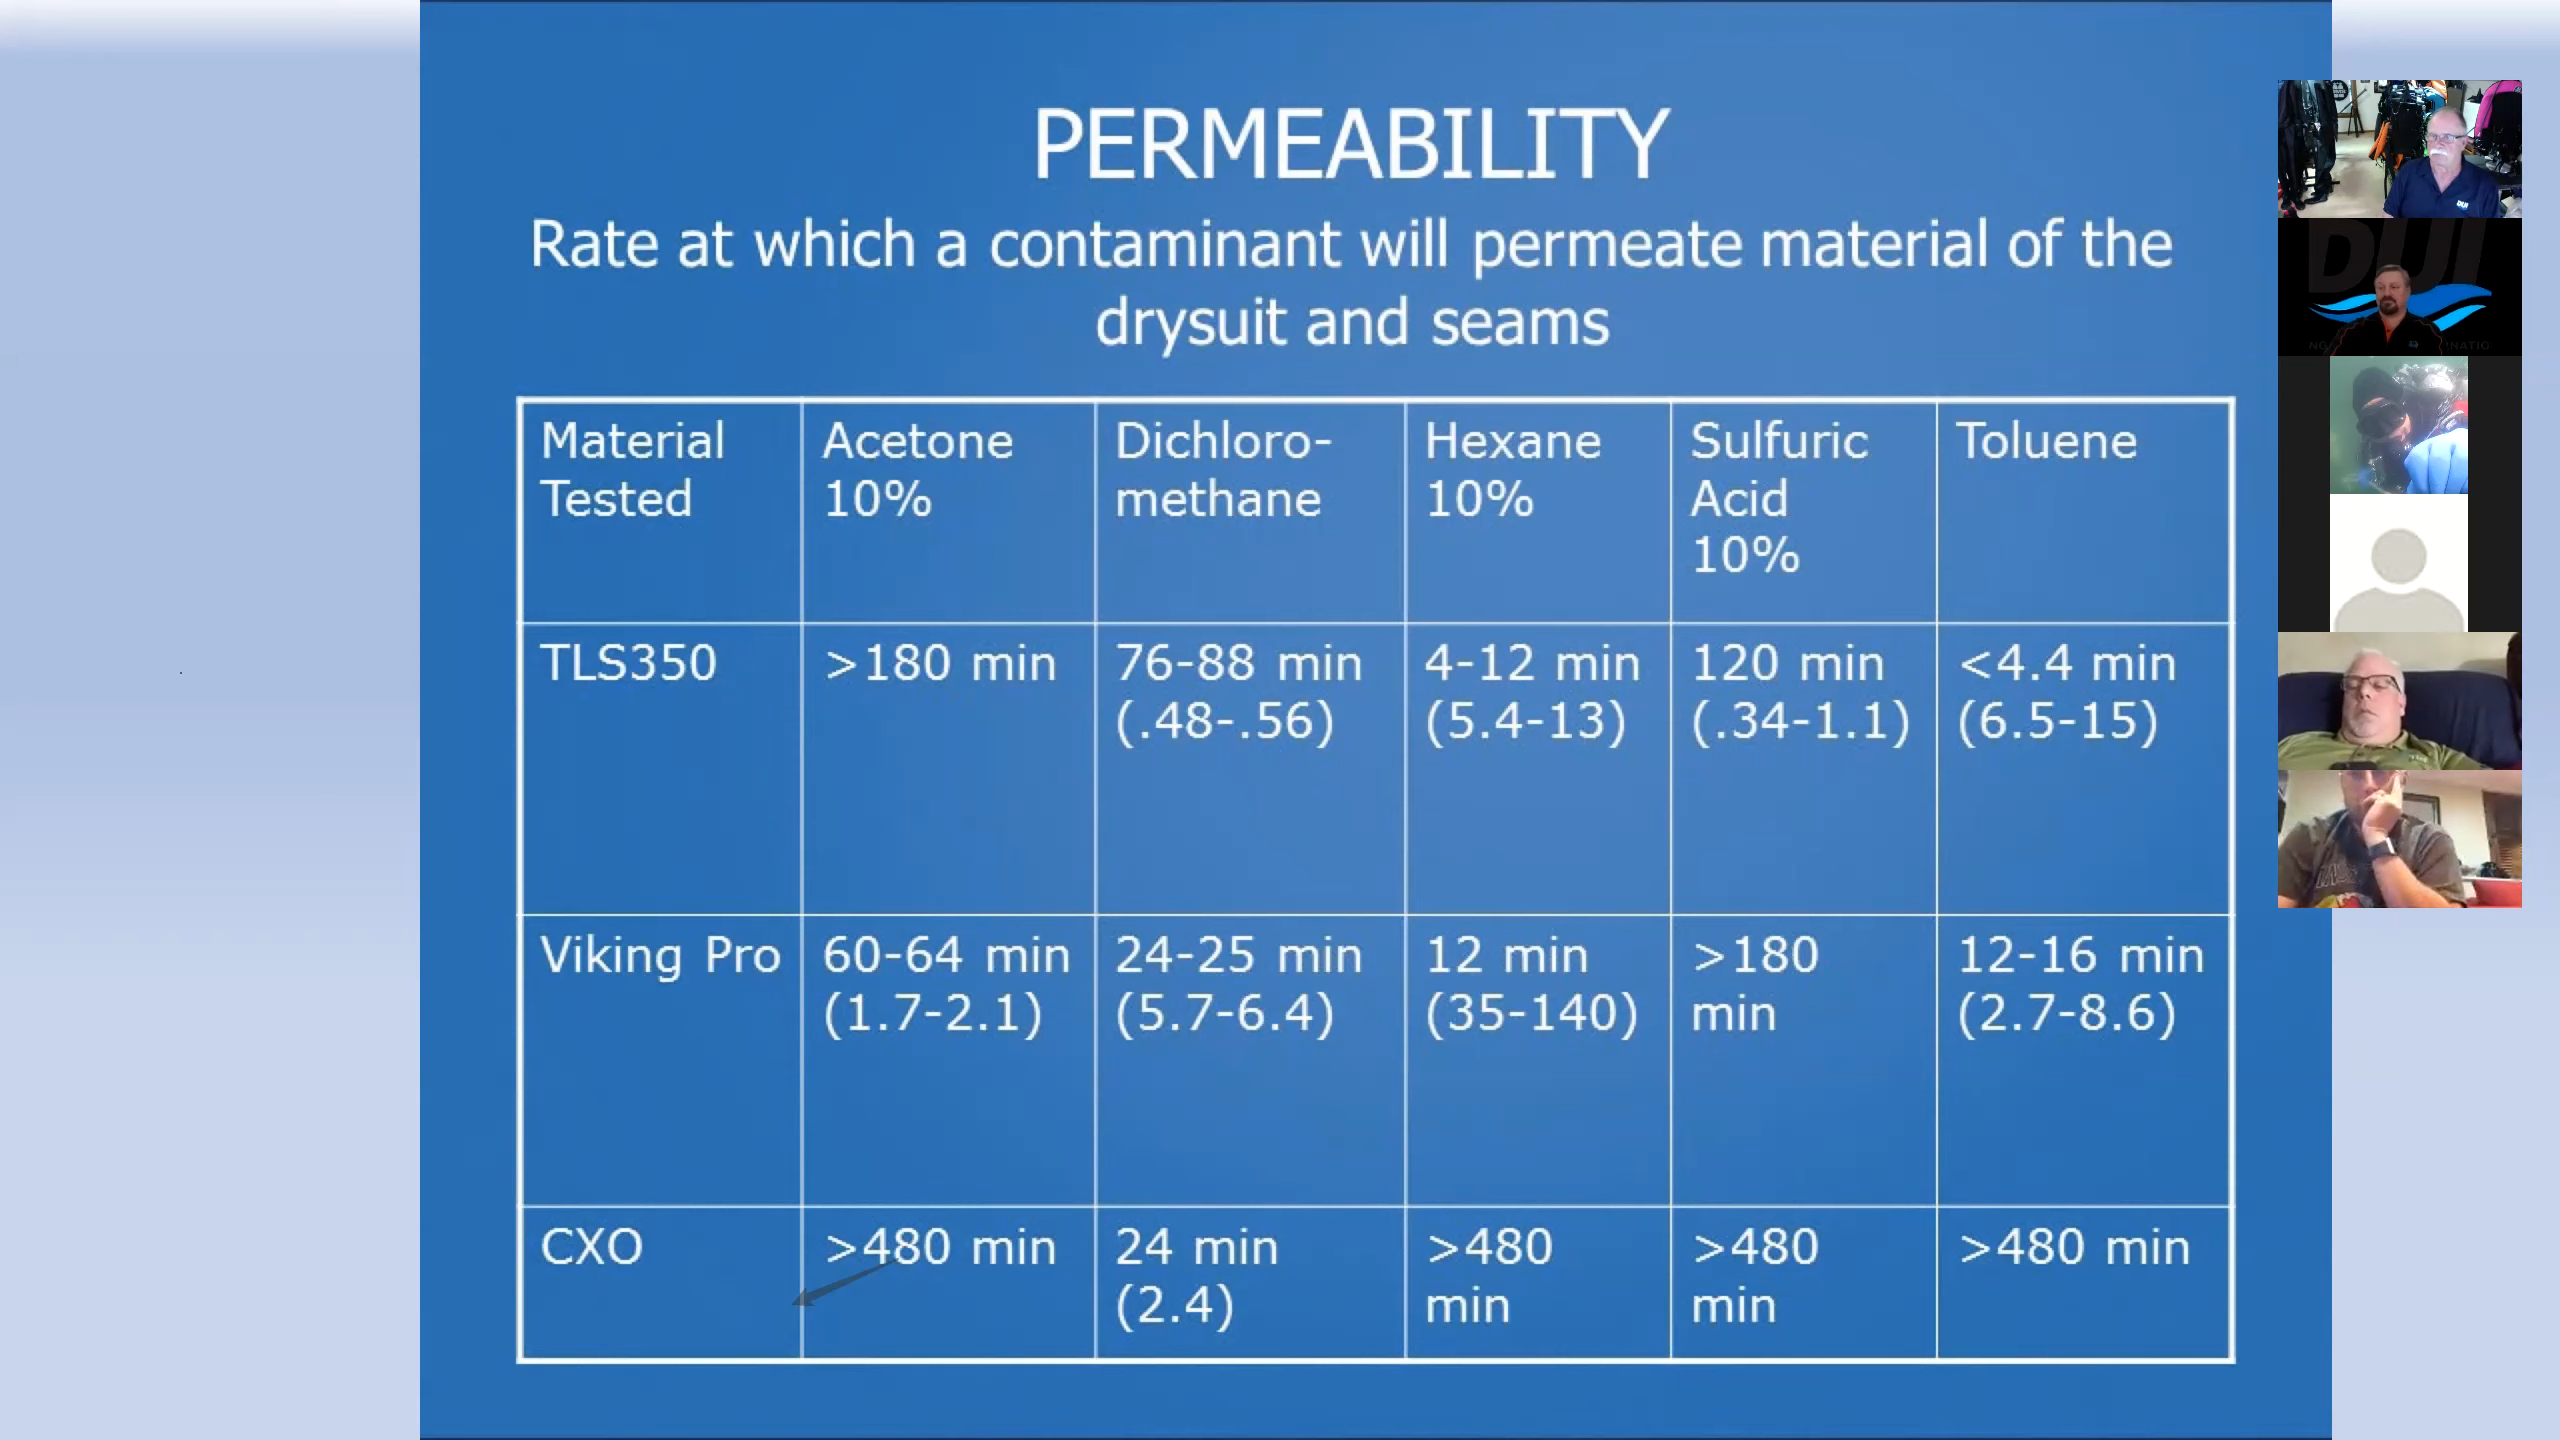 PERMEABILITY
Rate at which a contaminant will permeate material of the
drysuit and seams
Material Tested
Acetone 10%
Dichloro-methane
Hexane 10%
Sulfuric Acid 10%
Toluene
TLS350
>180 min
76-88 min
(.48-.56)
4-12 min
(5.4-13)
120 min
(.34-1.1)
<4.4 min
(6.5-15)
Viking Pro
60-64 min
(1.7-2.1)
24-25 min
(5.7-6.4)
12 min
(35-140)
>180 min
12-16 min
(2.7-8.6)
CXO
>480 min
24 min
(2.4)
>480 min
>480 min
>480 min
DUI
DUI